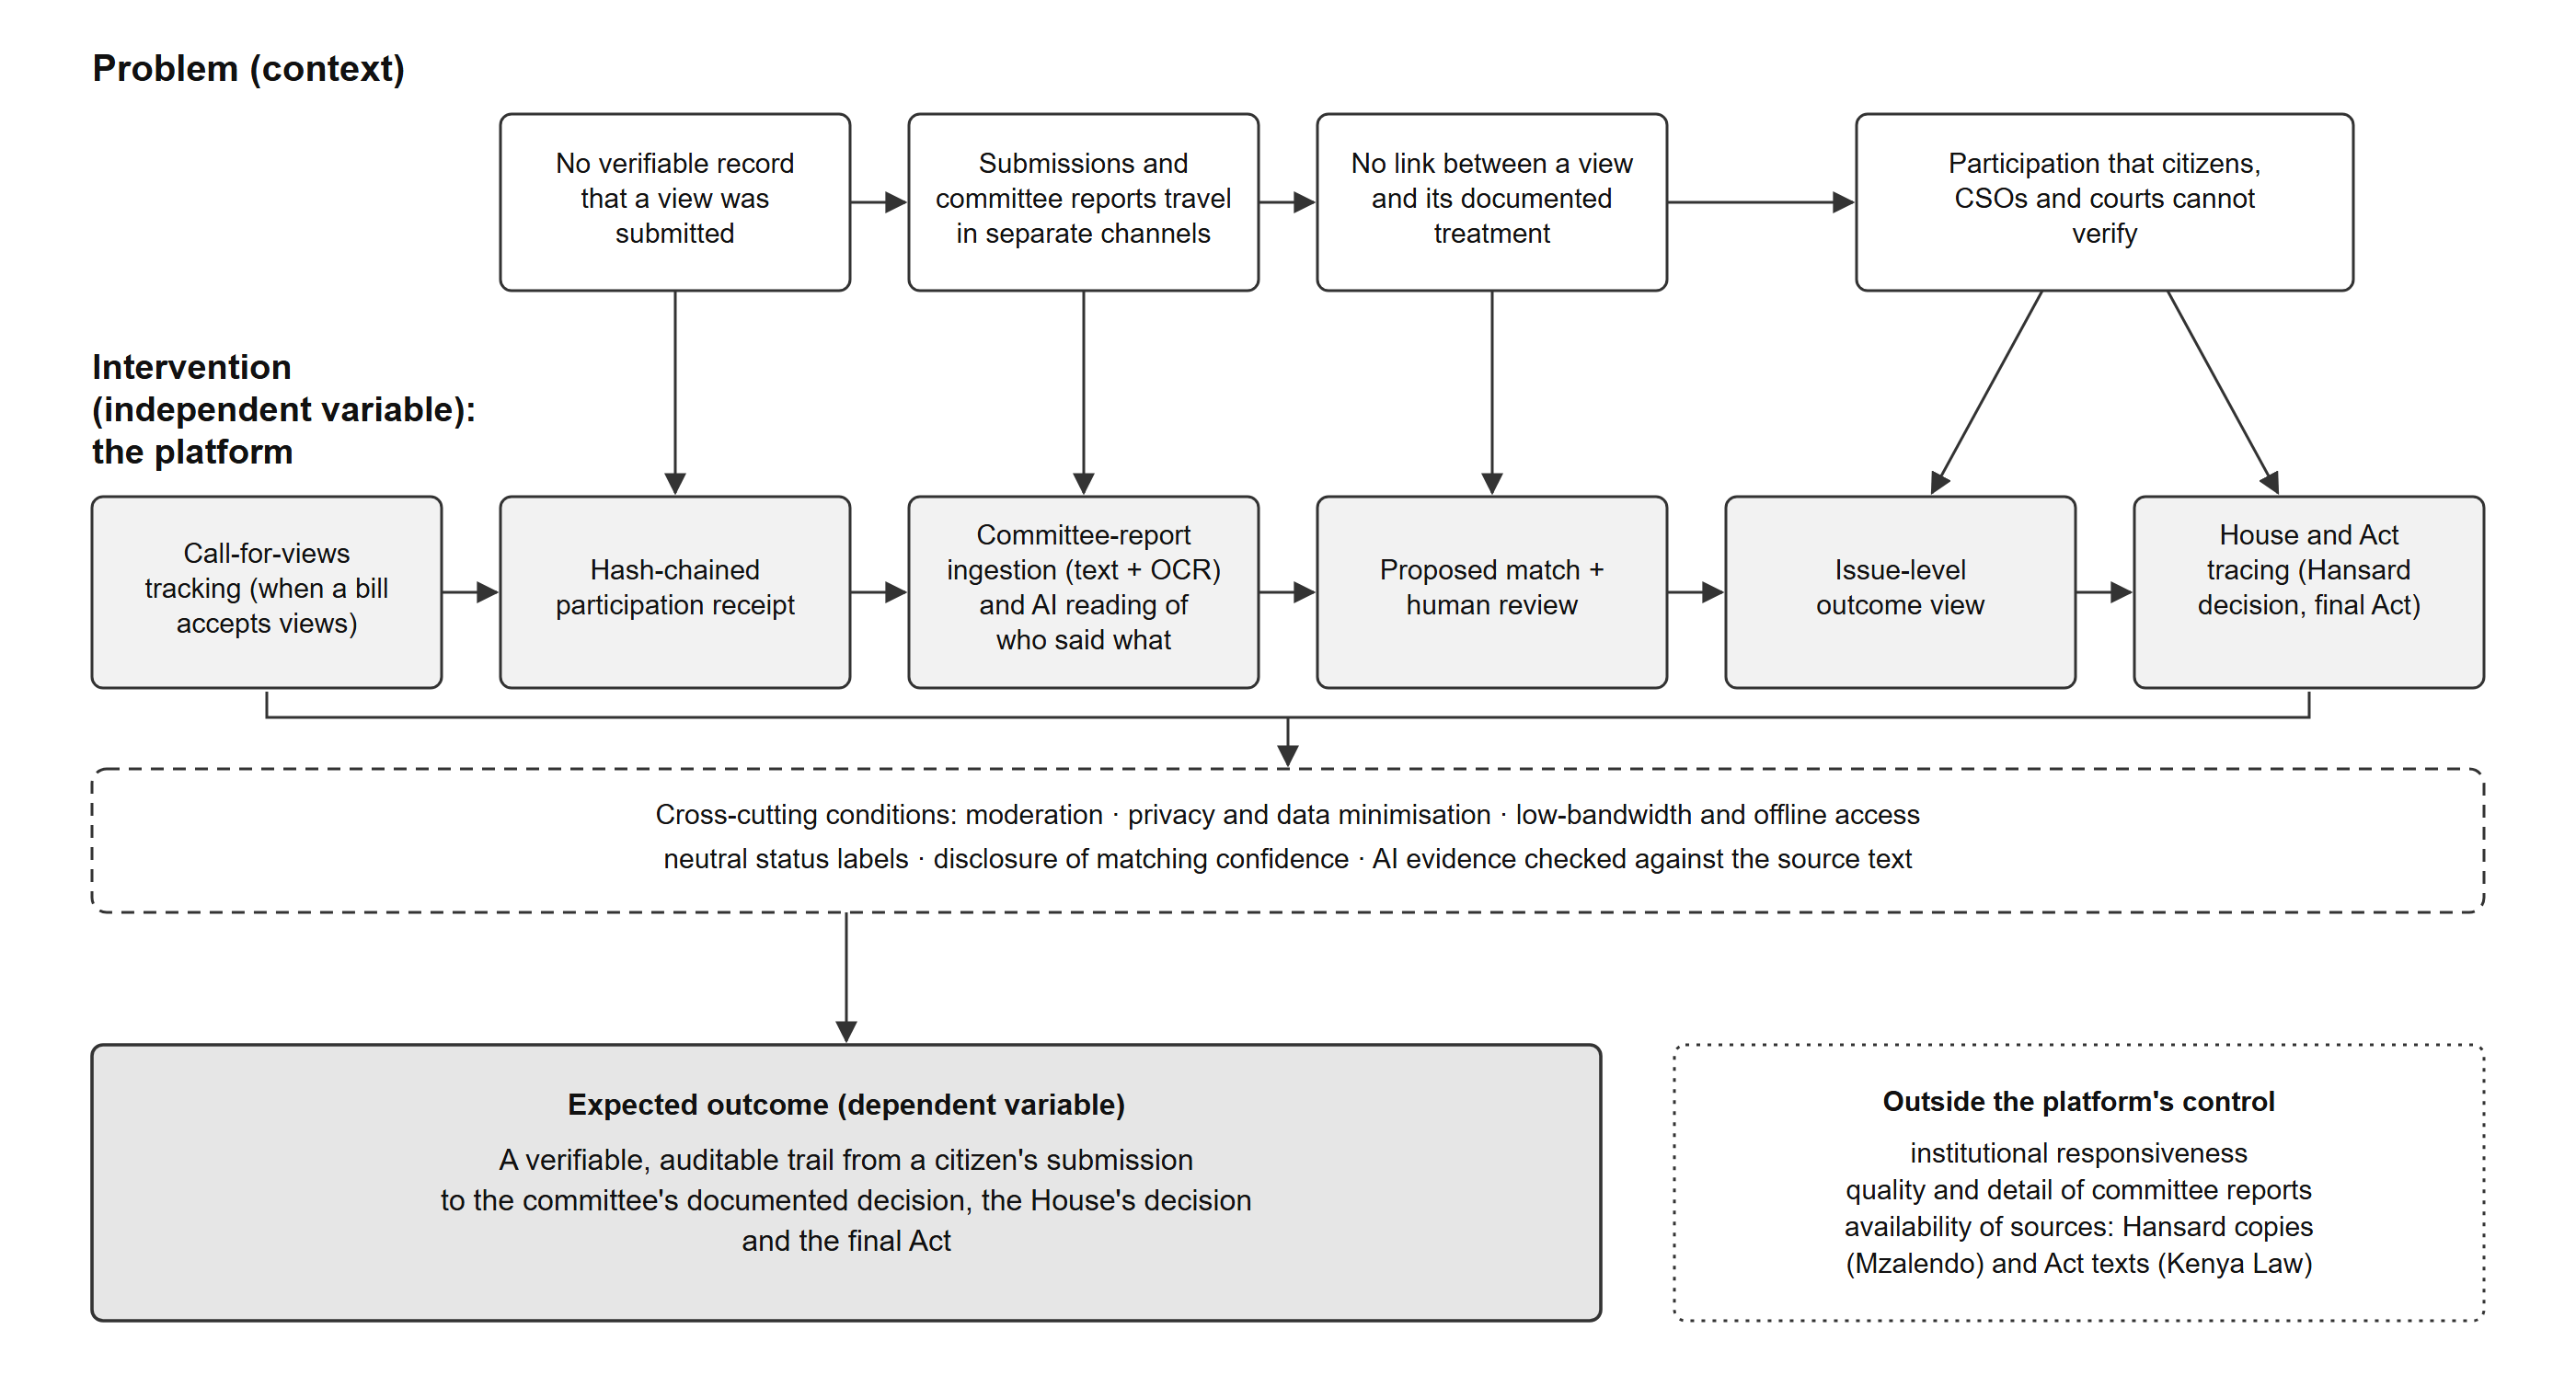 Problem (context)
No verifiable record
that a view was
submitted
Submissions and
committee reports travel
in separate channels
No link between a view
and its documented
treatment
Participation that citizens,
CSOs and courts cannot
verify
Intervention
(independent variable):
the platform
Call-for-views
tracking (when a bill
accepts views)
Hash-chained
participation receipt
Committee-report
ingestion (text + OCR)
and AI reading of
who said what
Proposed match +
human review
Issue-level
outcome view
House and Act
tracing (Hansard
decision, final Act)
Cross-cutting conditions: moderation · privacy and data minimisation · low-bandwidth and offline access
neutral status labels · disclosure of matching confidence · AI evidence checked against the source text
Expected outcome (dependent variable)
A verifiable, auditable trail from a citizen's submission
to the committee's documented decision, the House's decision
and the final Act
Outside the platform's control
institutional responsiveness
quality and detail of committee reports
availability of sources: Hansard copies
(Mzalendo) and Act texts (Kenya Law)